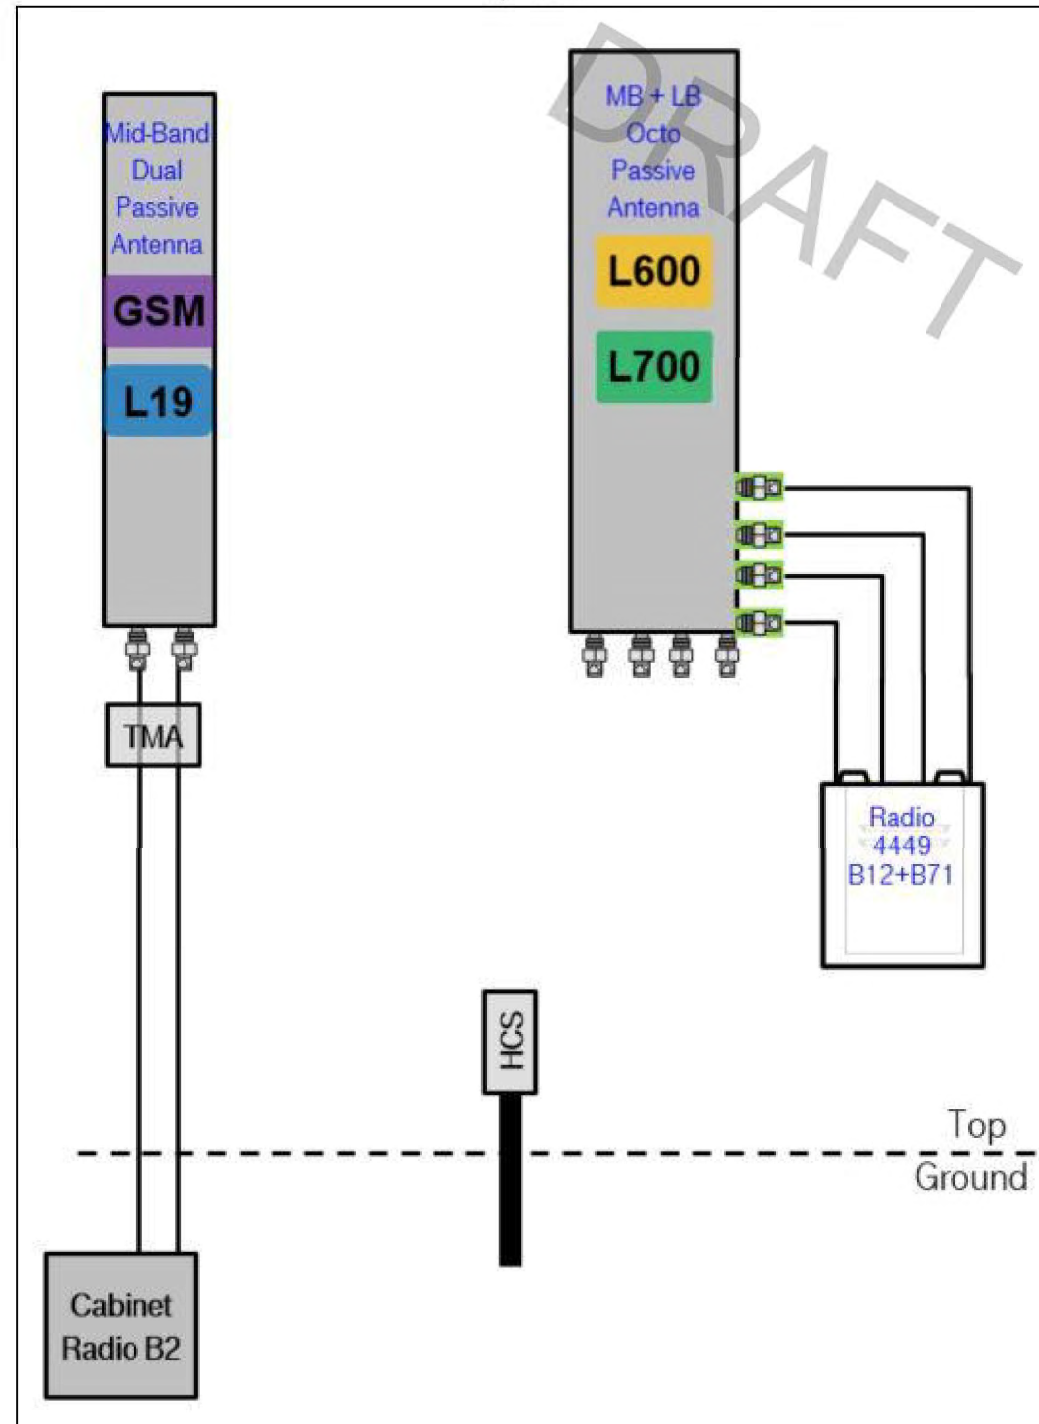 DRAFT
Mid-Band
Dual
Passive
Antenna
GSM
L19
MB + LB
Octo
Passive
Antenna
L600
L700
TMA
Radio
4449
B12+B71
HCS
Top
Ground
Cabinet
Radio B2